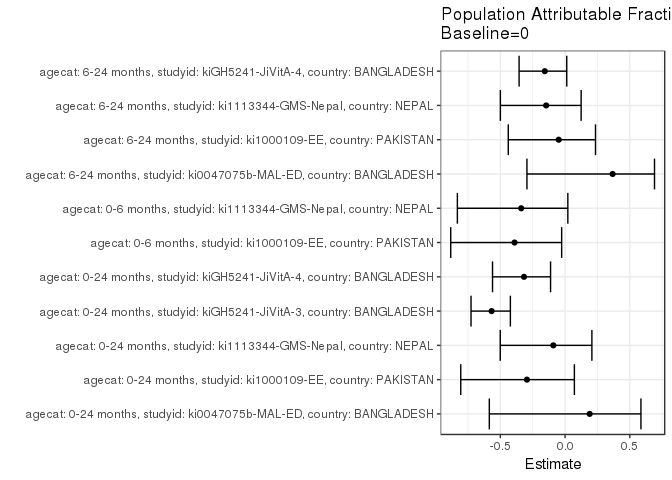 Population Attributable Fracti
Baseline=0
agecat: 6-24 months, studyid: kiGH5241-JiVitA-4, country: BANGLADESH
agecat: 6-24 months, studyid: ki1113344-GMS-Nepal, country: NEPAL
agecat: 6-24 months, studyid: ki1000109-EE, country: PAKISTAN
agecat: 6-24 months, studyid: ki0047075b-MAL-ED, country: BANGLADESH
agecat: 0-6 months, studyid: ki1113344-GMS-Nepal, country: NEPAL
agecat: 0-6 months, studyid: ki1000109-EE, country: PAKISTAN
agecat: 0-24 months, studyid: kiGH5241-JiVitA-4, country: BANGLADESH
agecat: 0-24 months, studyid: kiGH5241-JiVitA-3, country: BANGLADESH
agecat: 0-24 months, studyid: ki1113344-GMS-Nepal, country: NEPAL
agecat: 0-24 months, studyid: ki1000109-EE, country: PAKISTAN
agecat: 0-24 months, studyid: ki0047075b-MAL-ED, country: BANGLADESH
-0.5 0.0 0.5
Estimate